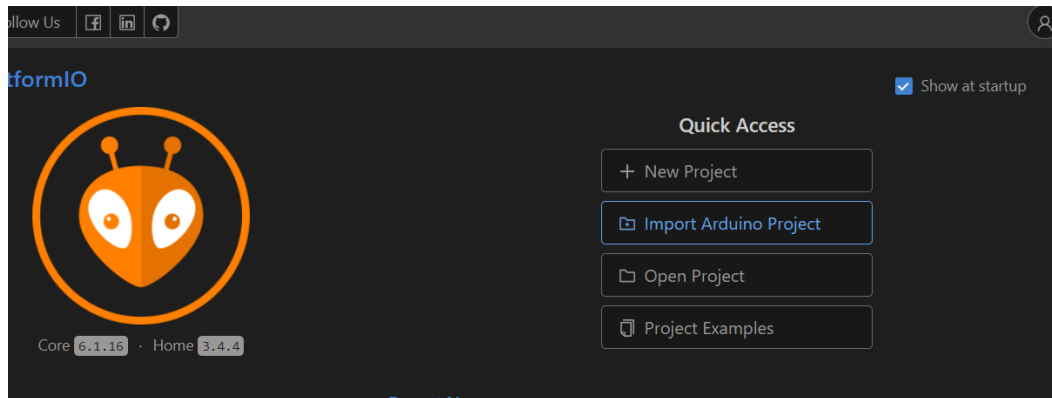 ollow Us
tformIO
Show at startup
Quick Access
New Project
Import Arduino Project
Open Project
Project Examples
Core 6.1.16 · Home 3.4.4